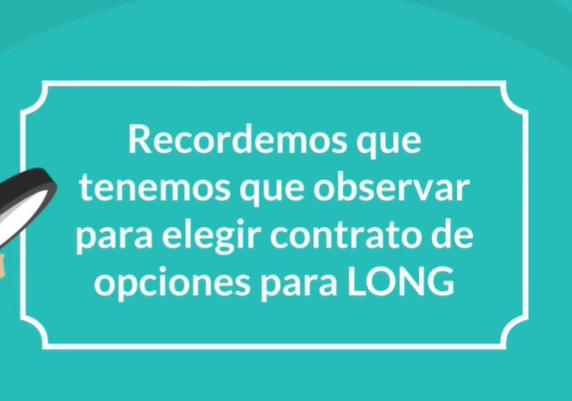 Recordemos que
tenemos que observar
para elegir contrato de
opciones para LONG